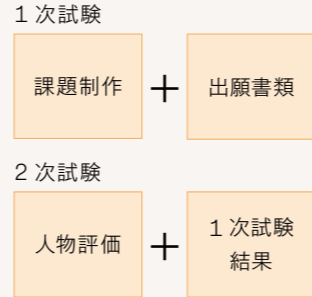 1次試験
課題制作 + 出願書類
2次試験
人物評価 + 1次試験
結果